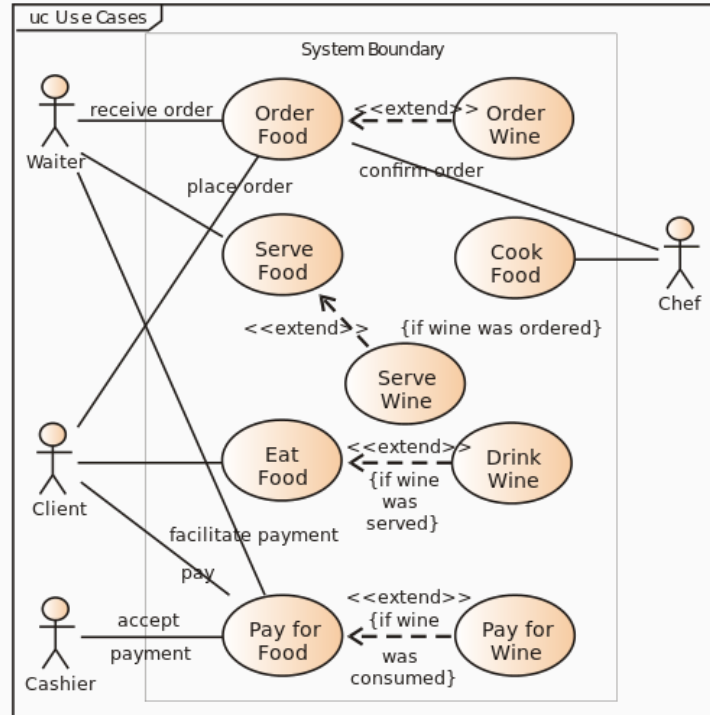 uc Use Cases
System Boundary
receive order
Order
Food
<<extend>>
Order
Wine
Waiter
confirm order
place order
Serve
Food
Cook
Food
Chef
<<extend>>
{if wine was ordered}
Serve
Wine
Eat
Food
<<extend>>
{if wine
was
served}
Drink
Wine
Client
facilitate payment
pay
accept
payment
Cashier
Pay for
Food
<<extend>>
{if wine
was
consumed}
Pay for
Wine